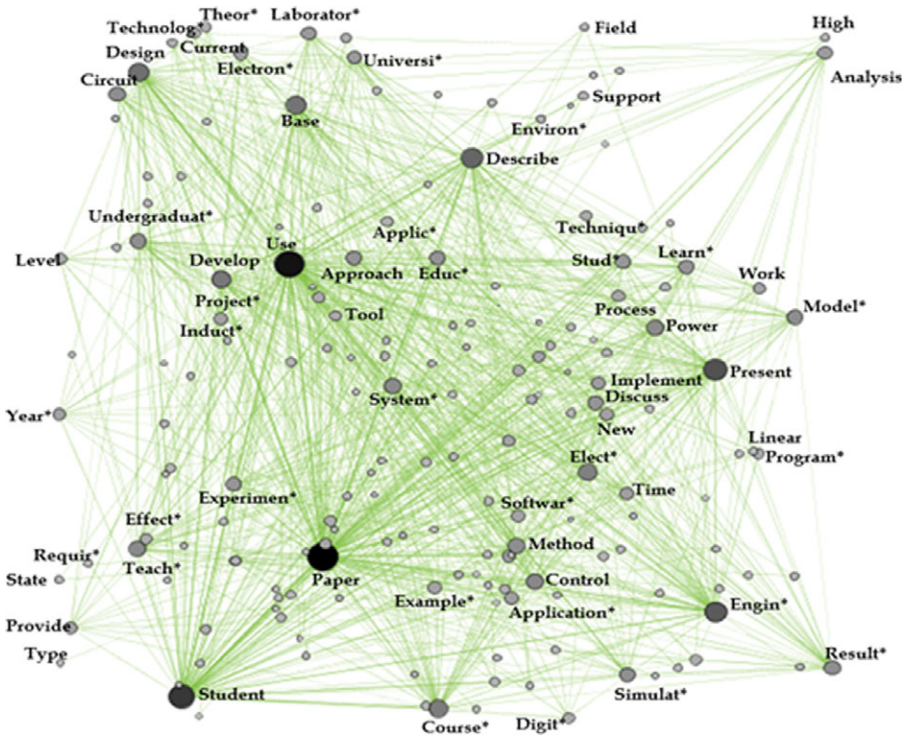 Theor*
Laborator*
High
Technolog*
Field
Current
Design
Universi*
Electron*
Analysis
Circuit
Support
Base
Environ*
Describe
Undergraduat*
Techniqu*
Applic*
Use
Learn*
Level
Develop
Approach
Educ*
Stud*
Work
Project*
Process
Model*
Tool
Induct*
Power
Present
Implement
System*
Discuss
Year*
New
Linear
Elect*
Program*
Time
Experimen*
Softwar*
Effect*
Method
Requir*
Teach*
State
Paper
Control
Example*
Application*
Engin*
Provide
Type
Result*
Student
Simulat*
Course*
Digit*